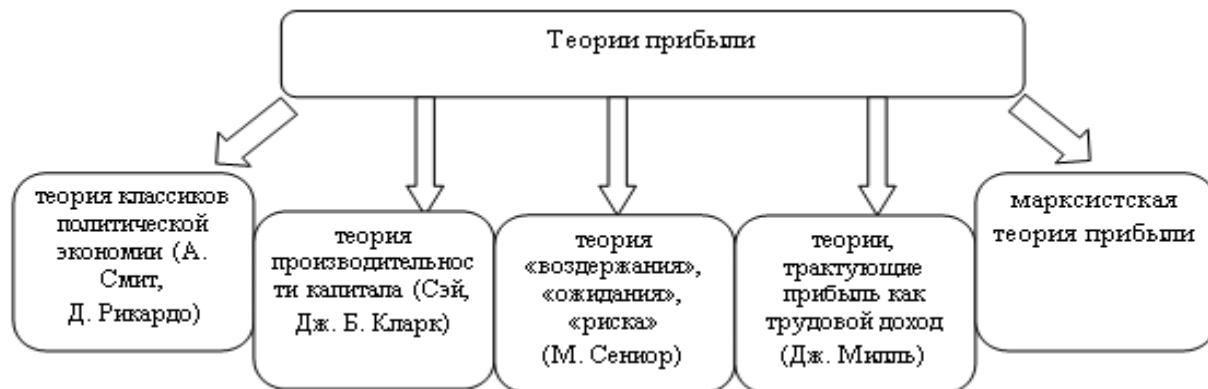 Теории прибыли
теория классиков
политической
экономии (А.
Смит,
Д. Рикардо)
теория
производительнос
ти капитала (Сэй,
Дж. Б. Кларк)
теория
«воздержания»,
«ожидания»,
«риска»
(М. Сениор)
теории,
трактующие
прибыль как
трудовой доход
(Дж. Милль)
марксистская
теория прибыли